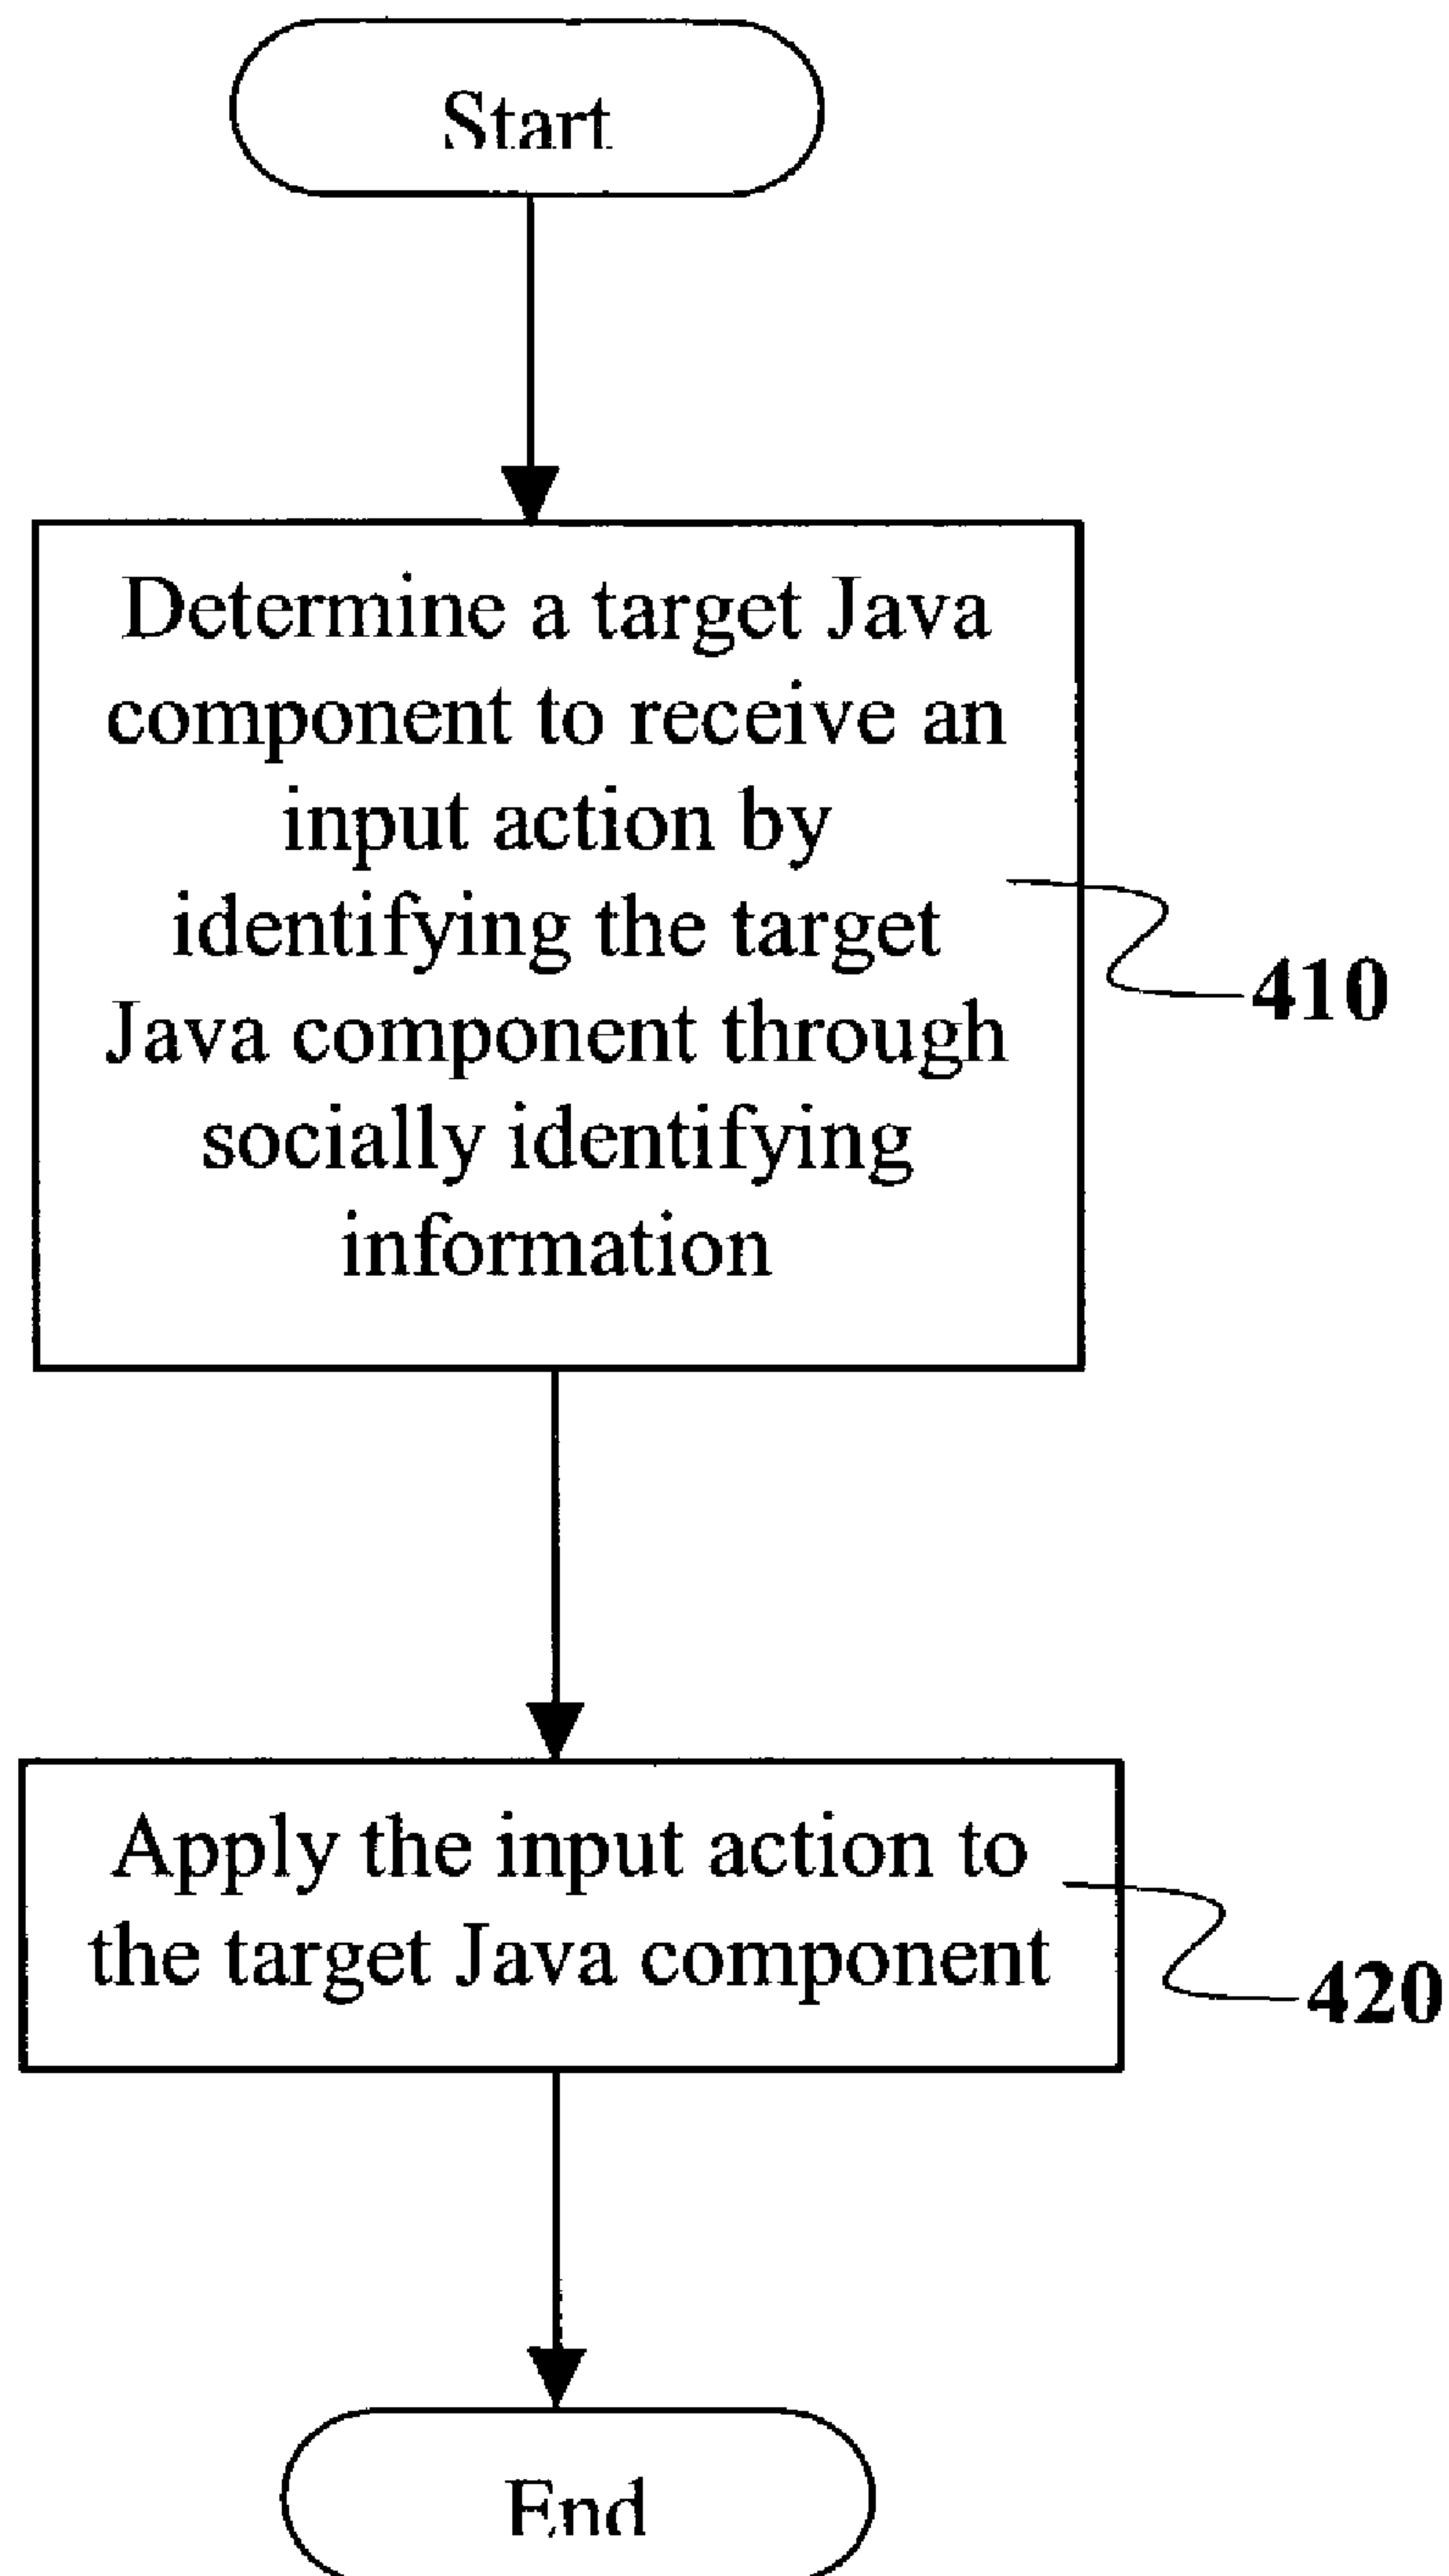 Start
Determine a target Java
component to receive an
input action by
identifying the target
Java component through
socially identifying
information
410
Apply the input action to
the target Java component
420
End